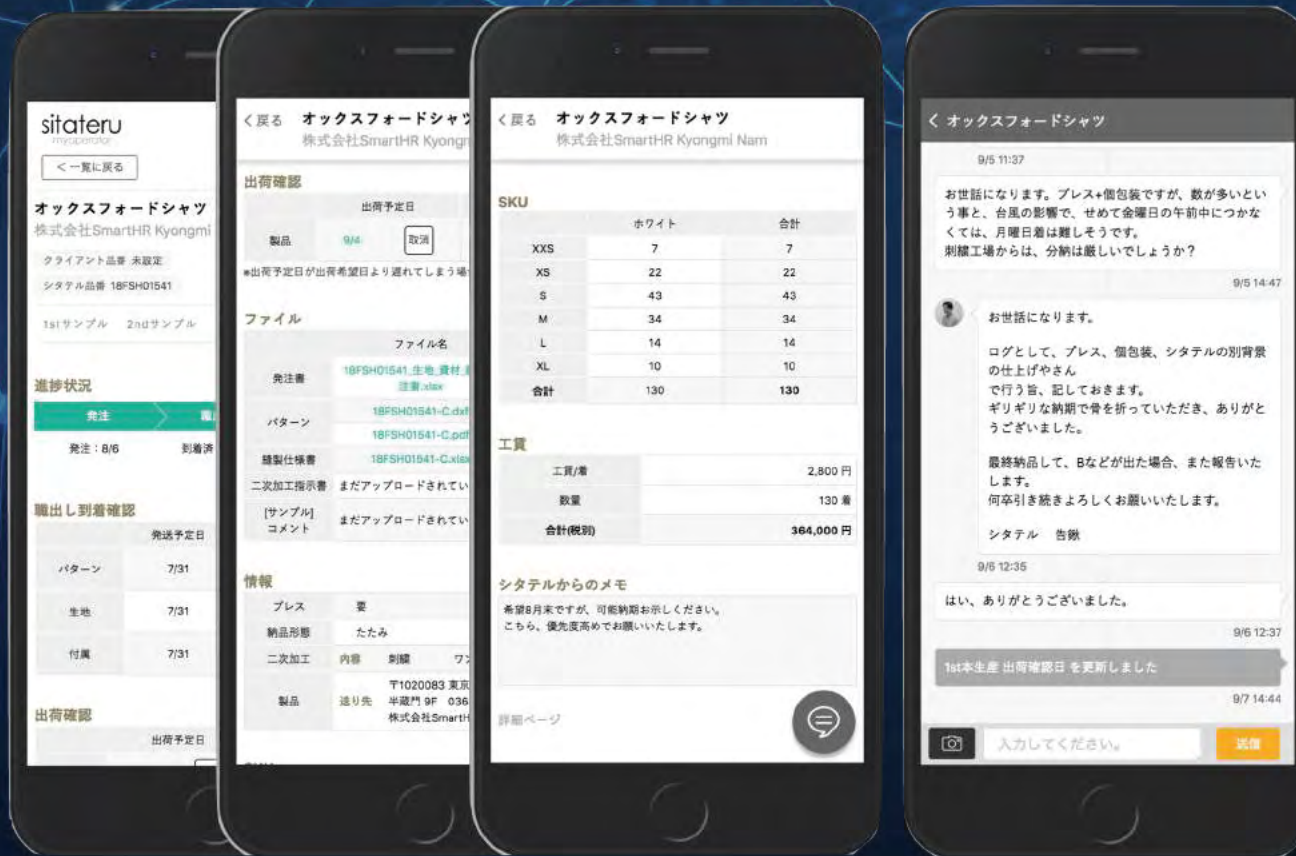 sitateru
myoperator
< 一覧に戻る
オックスフォードシャツ
株式会社SmartHR Kyongmi
クライアント品番 未設定
シタテル品番 18FSH01541
1stサンプル 2ndサンプル
進捗状況
発注
発注：8/6 到着済
職出し到着確認
発送予定日
パターン 7/31
生地 7/31
付属 7/31
出荷確認
出荷予定日
< 戻る オックスフォードシャツ
株式会社SmartHR
出荷確認
出荷予定日
製品 9/4 取消
※出荷予定日が出荷希望日より遅れてしまう場
ファイル
ファイル名
発注書 18FSH01541_生地_資材
注書.xlsx
パターン 18FSH01541-C.dxf
18FSH01541-C.pdf
縫製仕様書 18FSH01541-C.xlsx
二次加工指示書 まだアップロードされてい
[サンプル]
コメント まだアップロードされてい
情報
プレス 要
納品形態 たたみ
二次加工 内容 刺繍 ワン
製品 送り先 〒1020083 東京
半蔵門 9F 036
株式会社SmartH
< 戻る オックスフォードシャツ
株式会社SmartHR Kyongmi Nam
SKU
ホワイト 合計
XXS 7 7
XS 22 22
S 43 43
M 34 34
L 14 14
XL 10 10
合計 130 130
工賃
工賃/着 2,800 円
数量 130 着
合計(税別) 364,000 円
シタテルからのメモ
希望8月末ですが、可能納期お示しください。
こちら、優先度高めでお願いいたします。
詳細ページ
< オックスフォードシャツ
9/5 11:37
お世話になります。プレス+個包装ですが、数が多いとい
う事と、台風の影響で、せめて金曜日の午前中につかな
くては、月曜日着は難しそうです。
刺繍工場からは、分納は厳しいでしょうか？
9/5 14:47
お世話になります。
ログとして、プレス、個包装、シタテルの別背景
の仕上げやさん
で行う旨、記しておきます。
ギリギリな納期で骨を折っていただき、ありがと
うございました。
最終納品して、Bなどが出た場合、また報告いた
します。
何卒引き続きよろしくお願いいたします。
シタテル 告鍬
9/6 12:35
はい、ありがとうございました。
9/6 12:37
1st本生産 出荷確認日 を更新しました
9/7 14:44
入力してください。
送信